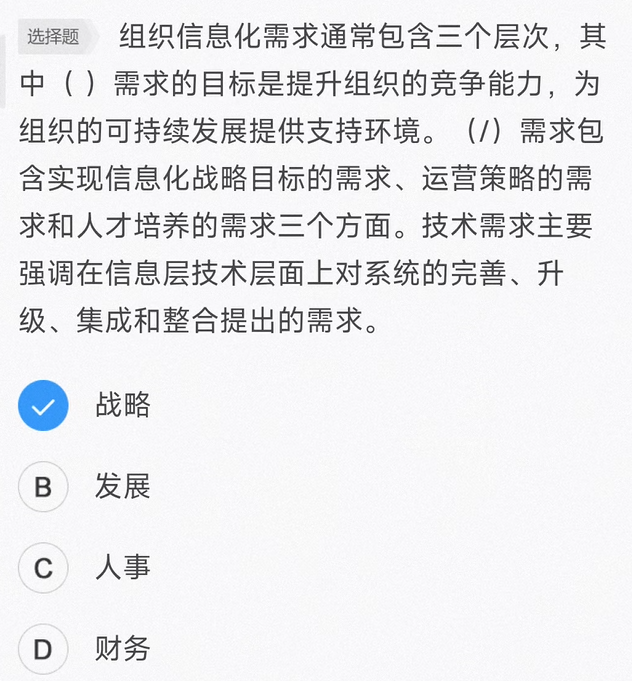 选择题 组织信息化需求通常包含三个层次，其
中（ ）需求的目标是提升组织的竞争能力，为
组织的可持续发展提供支持环境。（/）需求包
含实现信息化战略目标的需求、运营策略的需
求和人才培养的需求三个方面。技术需求主要
强调在信息层技术层面上对系统的完善、升
级、集成和整合提出的需求。
战略
B 发展
C 人事
D 财务